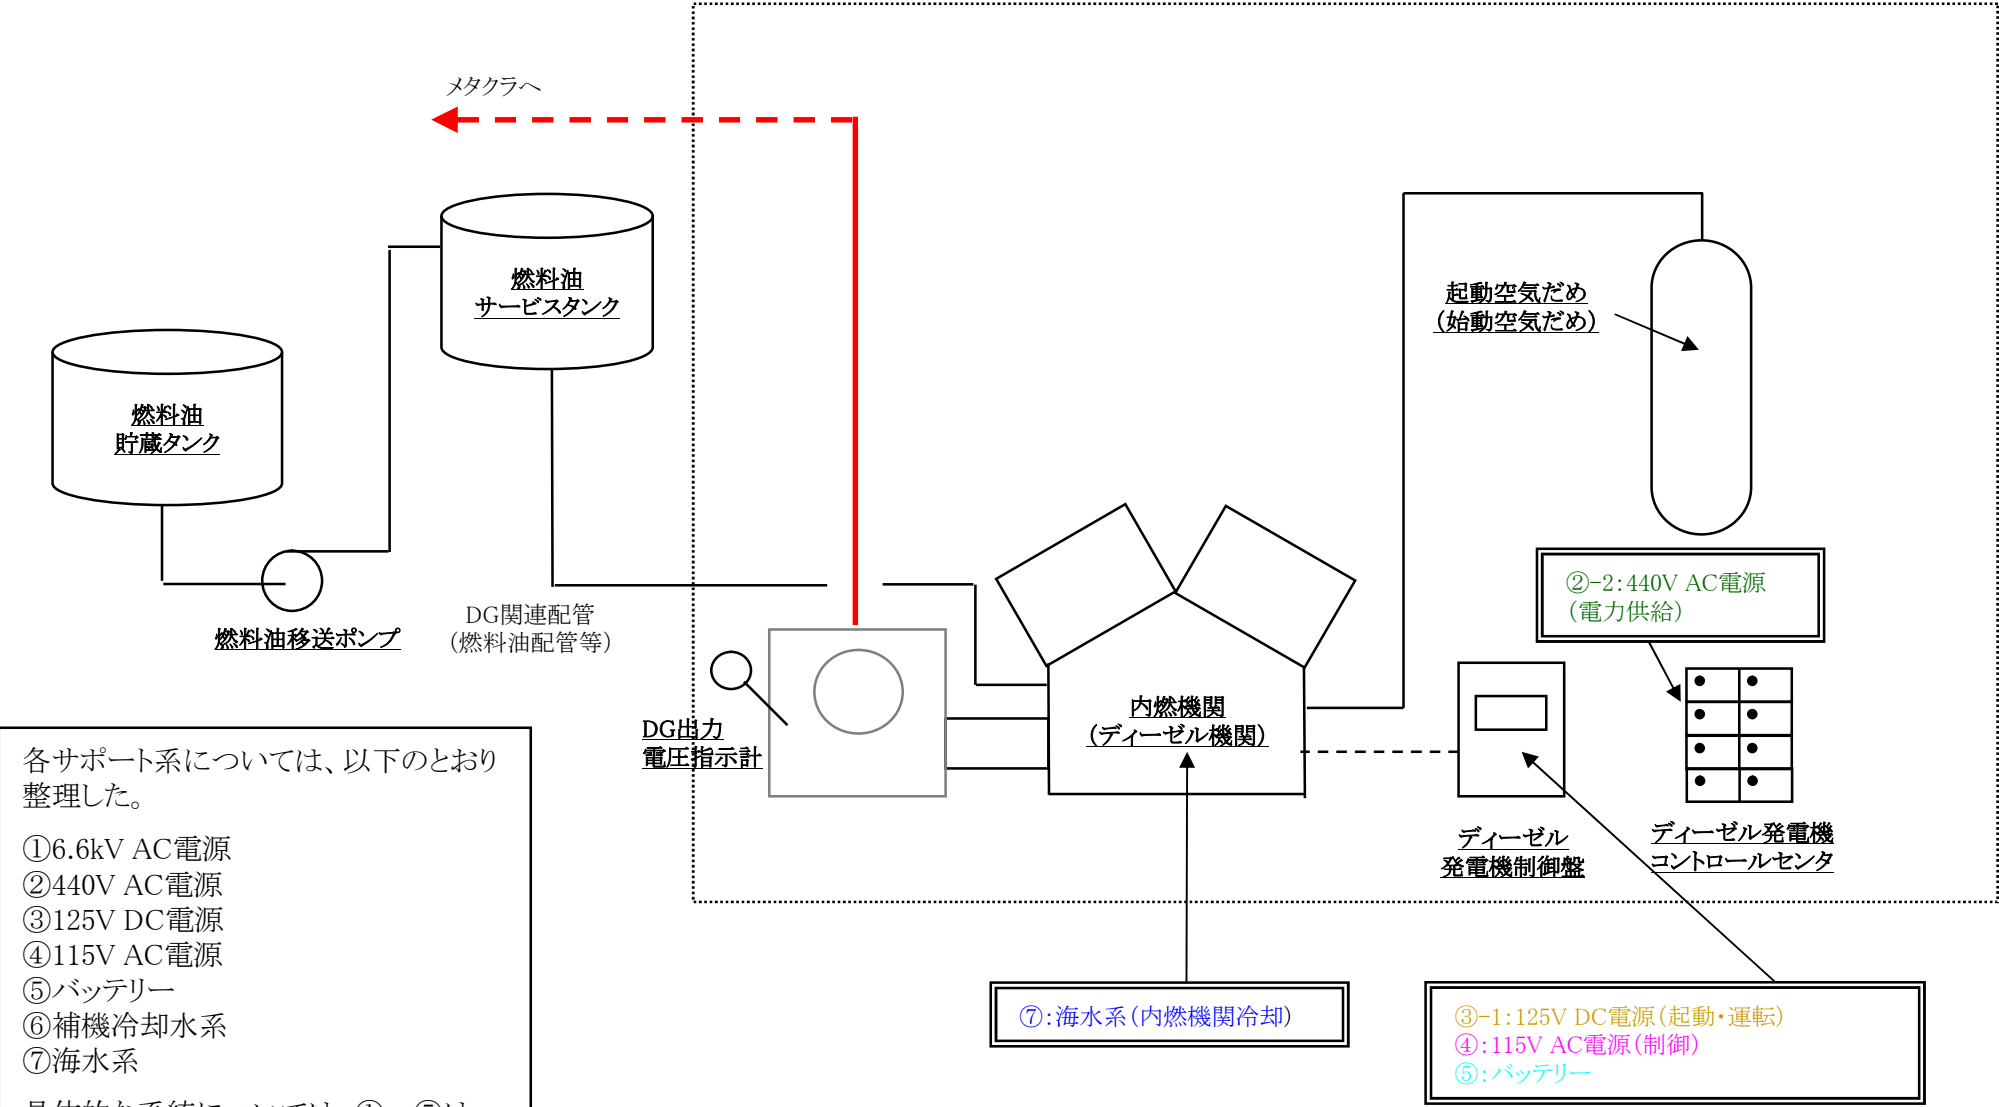 メタクラへ
燃料油
サービスタンク
起動空気だめ
(始動空気だめ)
燃料油
貯蔵タンク
②-2:440V AC電源
(電力供給)
DG関連配管
(燃料油配管等)
燃料油移送ポンプ
内燃機関
(ディーゼル機関)
DG出力
電圧指示計
ディーゼル
発電機制御盤
ディーゼル発電機
コントロールセンタ
各サポート系については、以下のとおり
整理した。
①6.6kV AC電源
②440V AC電源
③125V DC電源
④115V AC電源
⑤バッテリー
⑥補機冷却水系
⑦海水系
⑦:海水系(内燃機関冷却)
③-1:125V DC電源(起動・運転)
④:115V AC電源(制御)
⑤:バッテリー